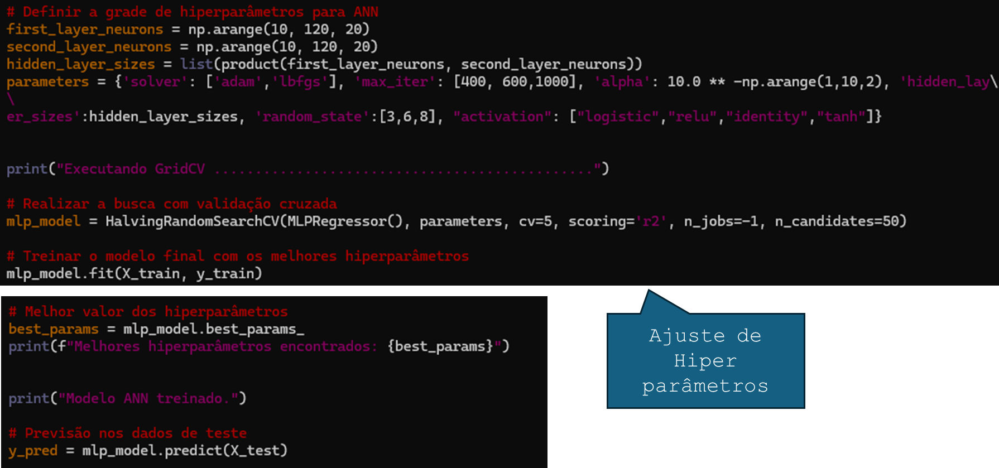 # Definir a grade de hiperparâmetros para ANN
first_layer_neurons = np.arange(10, 120, 20)
second_layer_neurons = np.arange(10, 120, 20)
hidden_layer_sizes = list(product(first_layer_neurons, second_layer_neurons))
parameters = {'solver': ['adam','lbfgs'], 'max_iter': [400, 600,1000], 'alpha': 10.0 ** -np.arange(1,10,2), 'hidden_lay\
\
er_sizes':hidden_layer_sizes, 'random_state':[3,6,8], "activation": ["logistic","relu","identity","tanh"]}
print("Executando GridCV ..............................................")
# Realizar a busca com validação cruzada
mlp_model = HalvingRandomSearchCV(MLPRegressor(), parameters, cv=5, scoring='r2', n_jobs=-1, n_candidates=50)
# Treinar o modelo final com os melhores hiperparâmetros
mlp_model.fit(X_train, y_train)
# Melhor valor dos hiperparâmetros
best_params = mlp_model.best_params_
print(f"Melhores hiperparâmetros encontrados: {best_params}")
print("Modelo ANN treinado.")
# Previsão nos dados de teste
y_pred = mlp_model.predict(X_test)
Ajuste de
Hiper
parâmetros